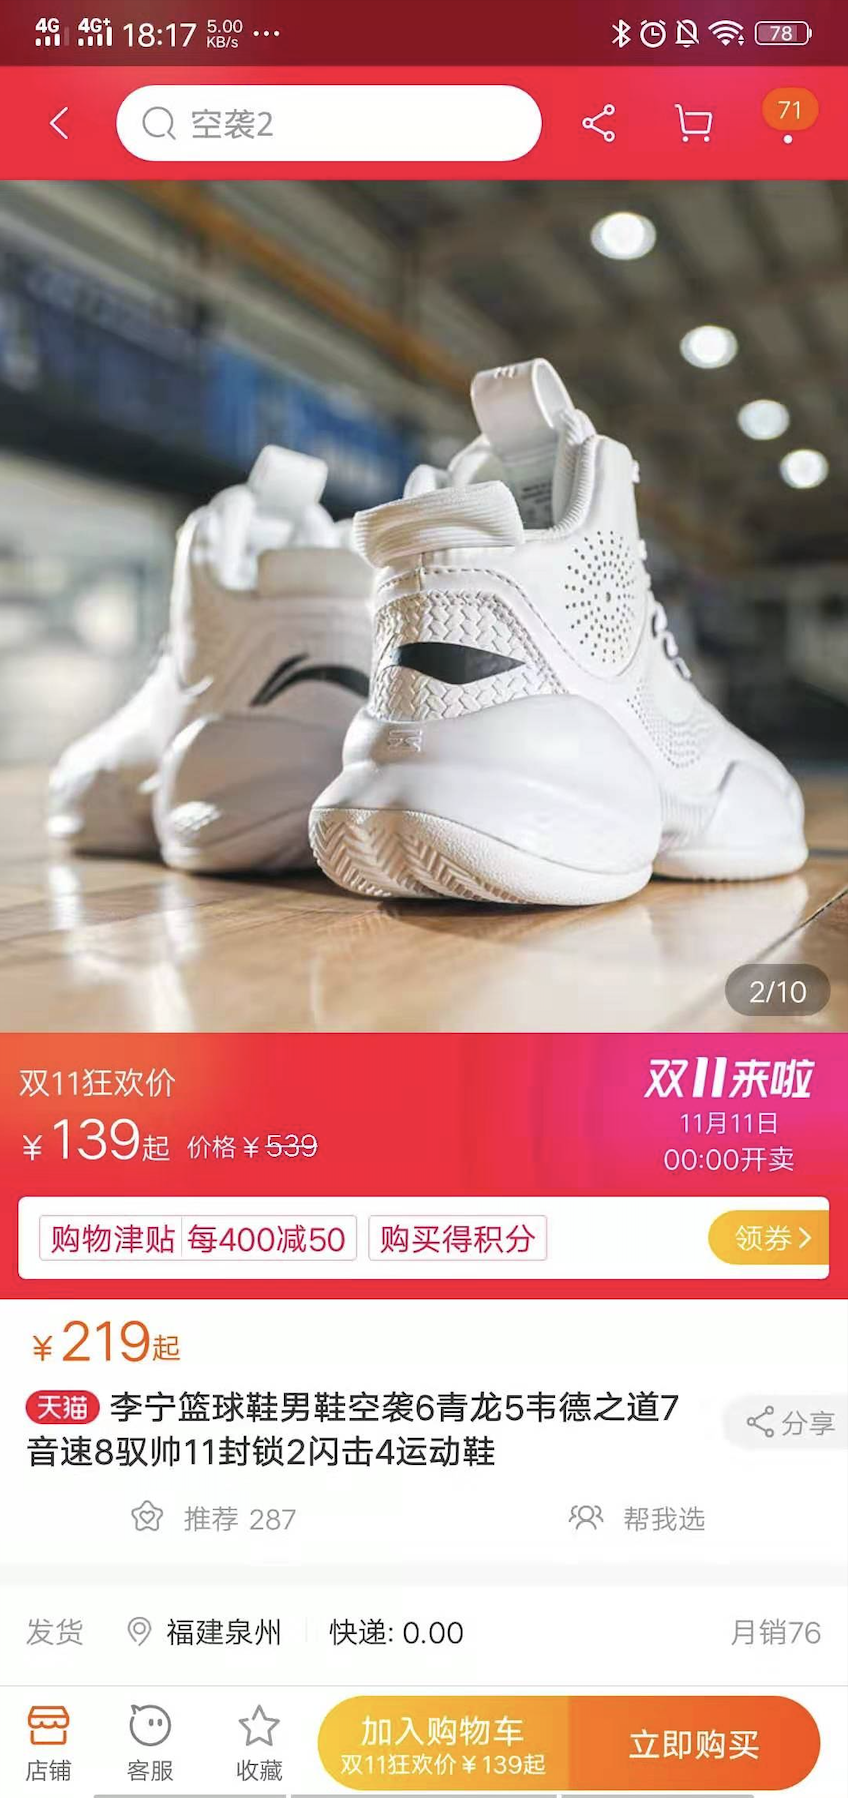 4G 4G+ 18:17 5.00 KB/s ... 78
空袭2
71
2/10
双11狂欢价
¥139起 价格¥539
双11来啦
11月11日
00:00开卖
购物津贴 每400减50 购买得积分 领券>
¥219起
天猫 李宁篮球鞋男鞋空袭6青龙5韦德之道7
音速8驭帅11封锁2闪击4运动鞋
分享
推荐 287 帮我选
发货 福建泉州 快递: 0.00 月销76
店铺 客服 收藏
加入购物车
双11狂欢价¥139起
立即购买